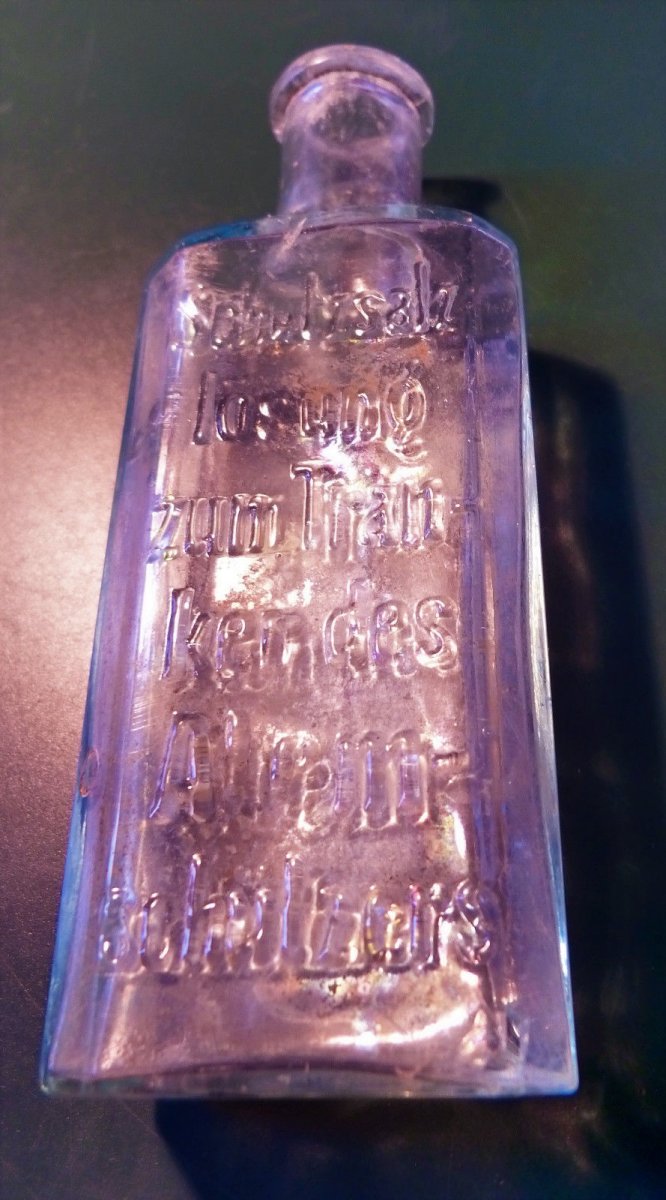 Schutzsalz
lösung
zum Trän-
ken des
Atem-
schützers